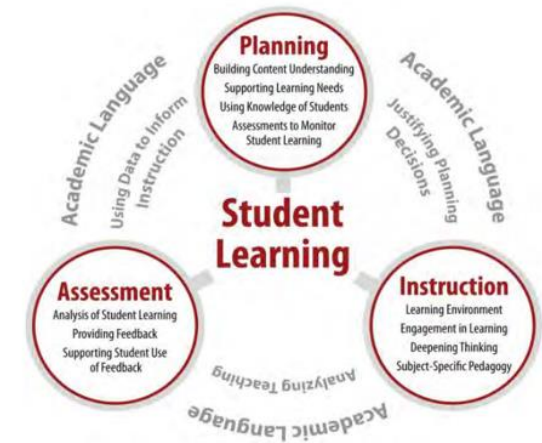 Planning
Building Content Understanding
Supporting Learning Needs
Using Knowledge of Students
Assessments to Monitor
Student Learning
Academic Language
Using Data to Inform
Instruction
Academic Language
Justifying Planning
Decisions
Student
Learning
Assessment
Analysis of Student Learning
Providing Feedback
Supporting Student Use
of Feedback
Instruction
Learning Environment
Engagement in Learning
Deepening Thinking
Subject-Specific Pedagogy
Analyzing Teaching
Academic Language